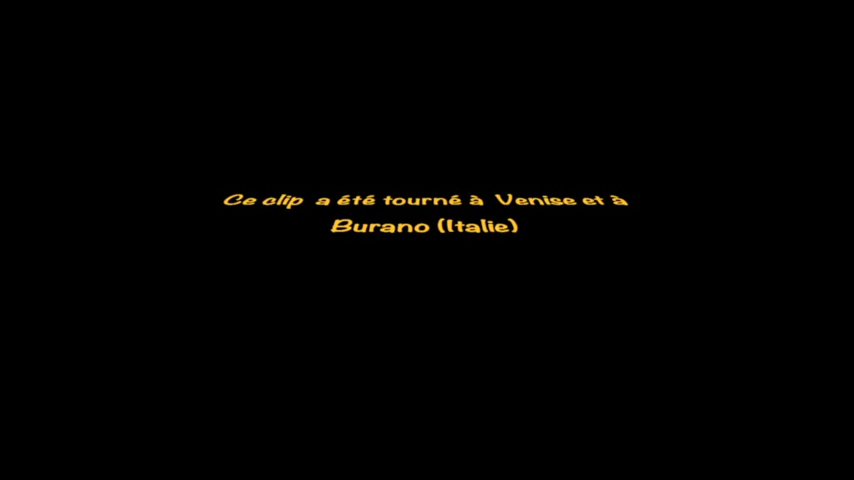 Ce clip a été tourné à Venise et à
Burano (Italie)